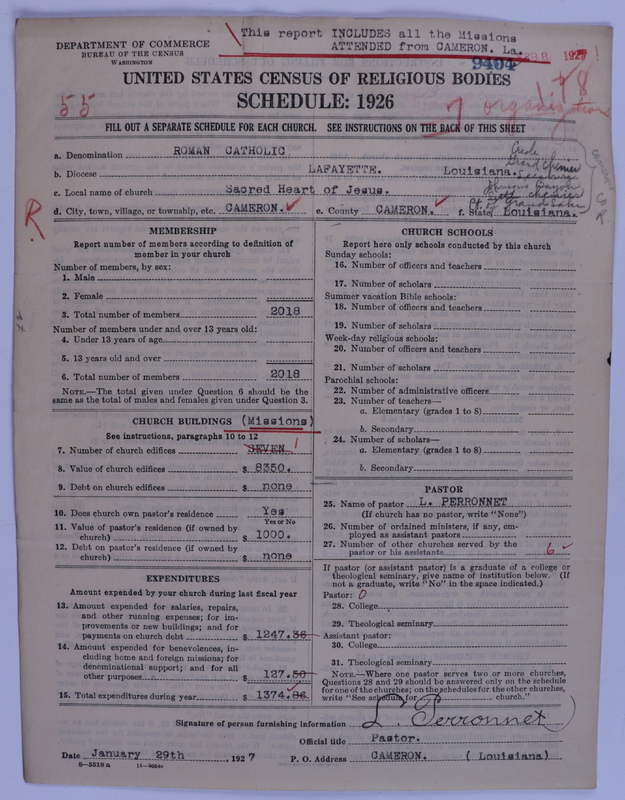 This report INCLUDES all the Missions
ATTENDED from CAMERON. La.
DEPARTMENT OF COMMERCE
BUREAU OF THE CENSUS
WASHINGTON
9404
1927
UNITED STATES CENSUS OF RELIGIOUS BODIES
SCHEDULE: 1926
55
78
7 organization
FILL OUT A SEPARATE SCHEDULE FOR EACH CHURCH. SEE INSTRUCTIONS ON THE BACK OF THIS SHEET
a. Denomination ROMAN CATHOLIC
b. Diocese LAFAYETTE. Louisiana.
c. Local name of church Sacred Heart of Jesus.
d. City, town, village, or township, etc. CAMERON. e. County CAMERON. f. State Louisiana.
Creole
Grand Chenier
Johnsons Bayou
Grand Lake
CAMERON CO
R
R
MEMBERSHIP
Report number of members according to definition of
member in your church
Number of members, by sex:
1. Male
2. Female
3. Total number of members 2018
Number of members under and over 13 years old:
4. Under 13 years of age
5. 13 years old and over
6. Total number of members 2018
NOTE.—The total given under Question 6 should be the
same as the total of males and females given under Question 3.
CHURCH BUILDINGS (Missions)
See instructions, paragraphs 10 to 12
7. Number of church edifices SEVEN 1
8. Value of church edifices $ 8350.
9. Debt on church edifices $ none
10. Does church own pastor's residence Yes
Yes or No
11. Value of pastor's residence (if owned by
church) $ 1000.
12. Debt on pastor's residence (if owned by
church) $ none
EXPENDITURES
Amount expended by your church during last fiscal year
13. Amount expended for salaries, repairs,
and other running expenses; for im-
provements or new buildings; and for
payments on church debt $ 1247.36
14. Amount expended for benevolences, in-
cluding home and foreign missions; for
denominational support; and for all
other purposes $ 127.50
15. Total expenditures during year $ 1374.86
CHURCH SCHOOLS
Report here only schools conducted by this church
Sunday schools:
16. Number of officers and teachers
17. Number of scholars
Summer vacation Bible schools:
18. Number of officers and teachers
19. Number of scholars
Week-day religious schools:
20. Number of officers and teachers
21. Number of scholars
Parochial schools:
22. Number of administrative officers
23. Number of teachers—
a. Elementary (grades 1 to 8)
b. Secondary
24. Number of scholars—
a. Elementary (grades 1 to 8)
b. Secondary
PASTOR
25. Name of pastor L. PERRONNET
(If church has no pastor, write "None")
26. Number of ordained ministers, if any, em-
ployed as assistant pastors
27. Number of other churches served by the
pastor or his assistants 6
If pastor (or assistant pastor) is a graduate of a college or
theological seminary, give name of institution below. (If
not a graduate, write "No" in the space indicated.)
Pastor: 0
28. College
29. Theological seminary
Assistant pastor:
30. College
31. Theological seminary
NOTE.—Where one pastor serves two or more churches,
Questions 28 and 29 should be answered only on the schedule
for one of the churches; on the schedules for the other churches,
write "See schedule for church."
Signature of person furnishing information L. Perronnet
Official title Pastor.
Date January 29th , 1927 P. O. Address CAMERON. (Louisiana)
8—5518 a 11—9034